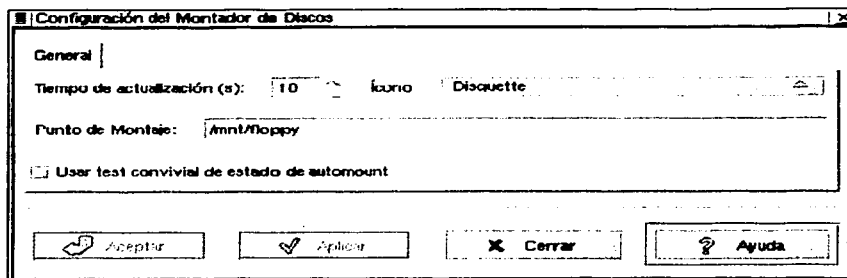 Configuración del Montador de Discos
General
Tiempo de actualización (s): 10 Ícono Disquette
Punto de Montaje: /mnt/floppy
Usar test convivial de estado de automount
Aceptar Aplicar Cerrar Ayuda